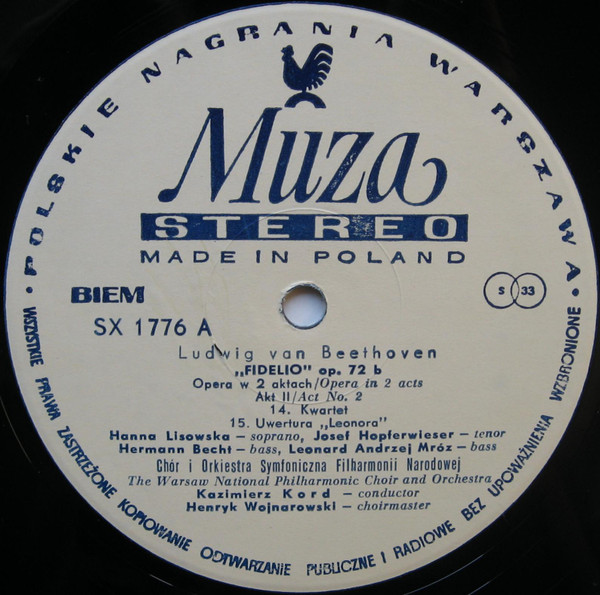 POLSKIE NAGRANIA WARSZAWA
Muza
STEREO
MADE IN POLAND
BIEM
S 33
SX 1776 A
Ludwig van Beethoven
„FIDELIO" op. 72 b
Opera w 2 aktach/Opera in 2 acts
Akt II/Act No. 2
14. Kwartet
15. Uwertura „Leonora"
Hanna Lisowska – soprano, Josef Hopferwieser – tenor
Hermann Becht – bass, Leonard Andrzej Mróz – bass
Chór i Orkiestra Symfoniczna Filharmonii Narodowej
The Warsaw National Philharmonic Choir and Orchestra
Kazimierz Kord – conductor
Henryk Wojnarowski – choirmaster
WSZYSTKIE PRAWA ZASTRZEŻONE KOPIOWANIE ODTWARZANIE PUBLICZNE I RADIOWE BEZ UPOWAŻNIENIA WZBRONIONE